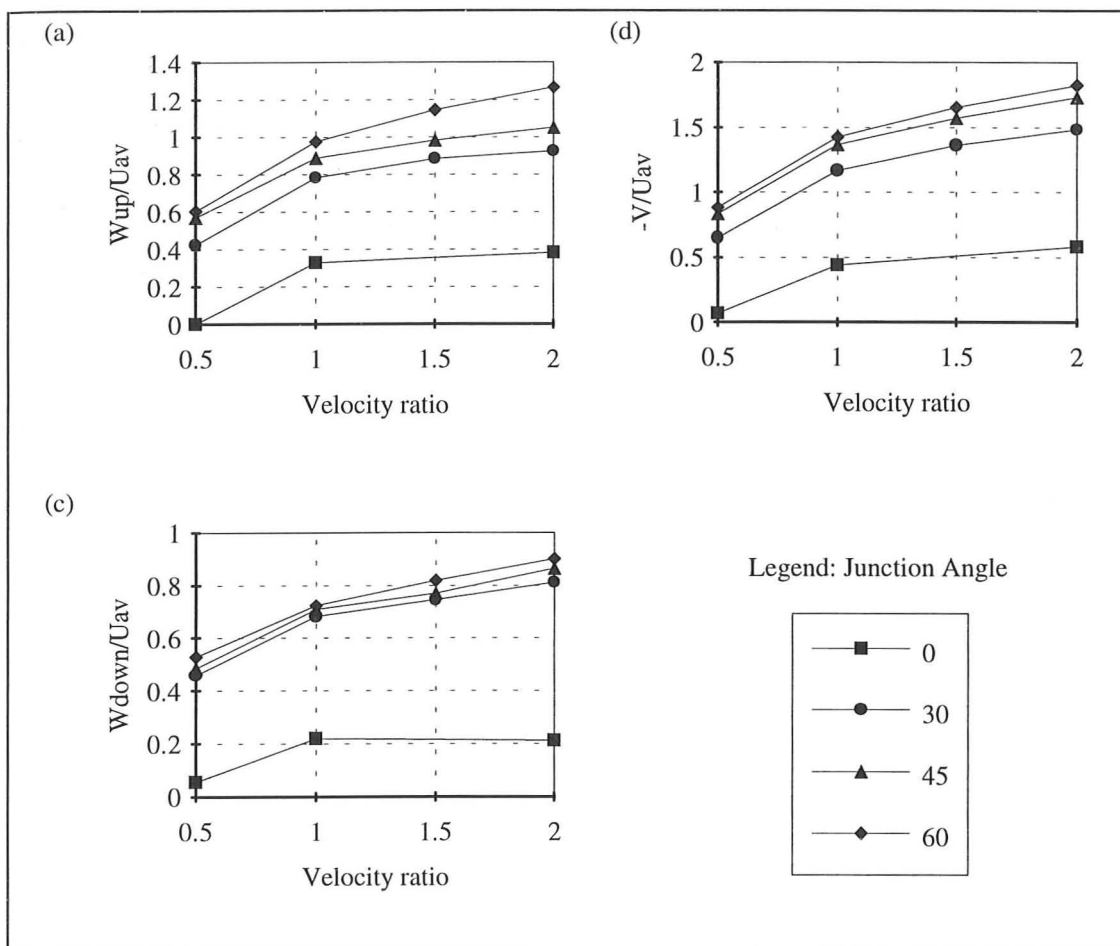 (a)
1.4
1.2
1
0.8
0.6
0.4
0.2
0
Wup/Uav
0.5 1 1.5 2
Velocity ratio
(d)
2
1.5
1
0.5
0
-V/Uav
0.5 1 1.5 2
Velocity ratio
(c)
1
0.8
0.6
0.4
0.2
0
Wdown/Uav
0.5 1 1.5 2
Velocity ratio
Legend: Junction Angle
0
30
45
60